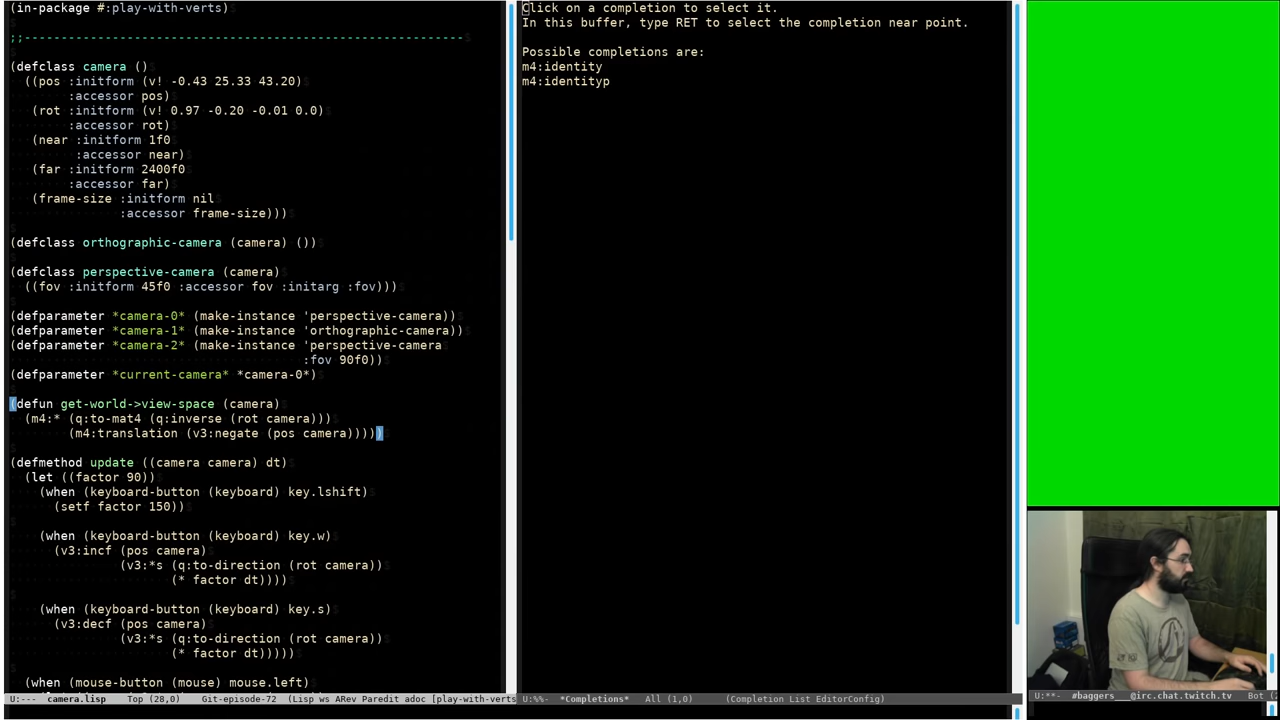 (in-package #:play-with-verts)
;;------------------------------------------------------------
(defclass camera ()
((pos :initform (v! -0.43 25.33 43.20)
:accessor pos)
(rot :initform (v! 0.97 -0.20 -0.01 0.0)
:accessor rot)
(near :initform 1f0
:accessor near)
(far :initform 2400f0
:accessor far)
(frame-size :initform nil
:accessor frame-size)))
(defclass orthographic-camera (camera) ())
(defclass perspective-camera (camera)
((fov :initform 45f0 :accessor fov :initarg :fov)))
(defparameter *camera-0* (make-instance 'perspective-camera))
(defparameter *camera-1* (make-instance 'orthographic-camera))
(defparameter *camera-2* (make-instance 'perspective-camera
:fov 90f0))
(defparameter *current-camera* *camera-0*)
(defun get-world->view-space (camera)
(m4:* (q:to-mat4 (q:inverse (rot camera)))
(m4:translation (v3:negate (pos camera)))))
(defmethod update ((camera camera) dt)
(let ((factor 90))
(when (keyboard-button (keyboard) key.lshift)
(setf factor 150))
(when (keyboard-button (keyboard) key.w)
(v3:incf (pos camera)
(v3:*s (q:to-direction (rot camera))
(* factor dt))))
(when (keyboard-button (keyboard) key.s)
(v3:decf (pos camera)
(v3:*s (q:to-direction (rot camera))
(* factor dt))))
(when (mouse-button (mouse) mouse.left)
U:--- camera.lisp Top (28,0) Git-episode-72 (Lisp ws ARev Paredit adoc [play-with-verts
Click on a completion to select it.
In this buffer, type RET to select the completion near point.
Possible completions are:
m4:identity
m4:identityp
U:%%- *Completions* All (1,0) (Completion List EditorConfig)
U:**- #baggers___@irc.chat.twitch.tv Bot